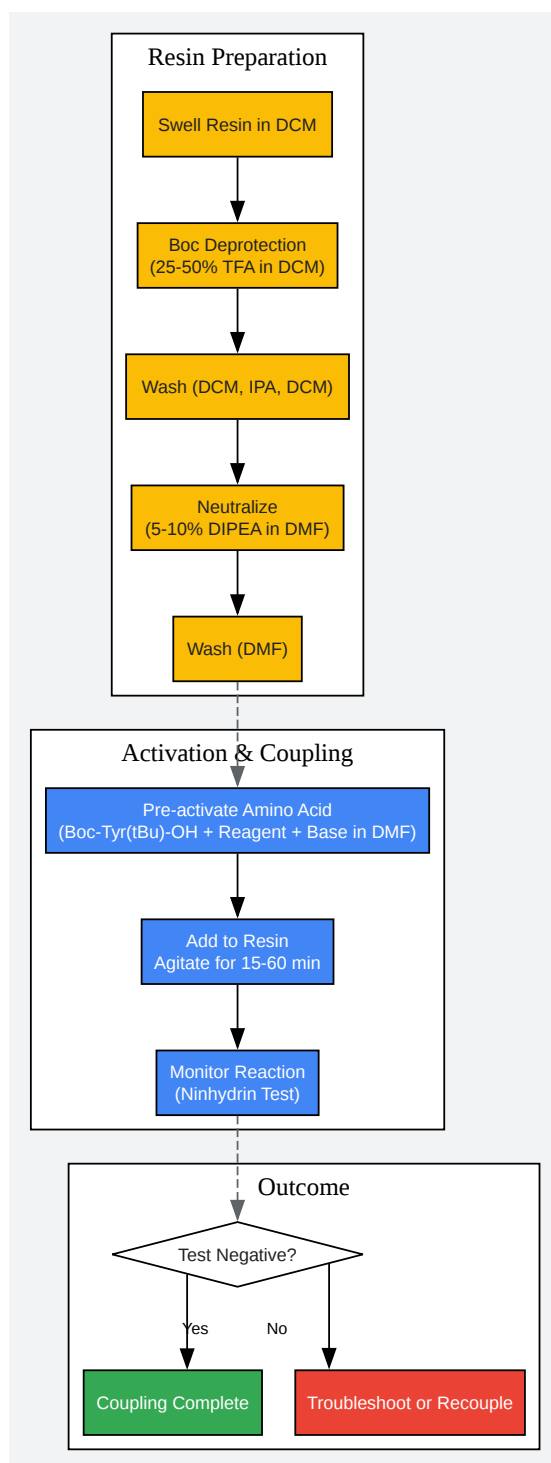 Resin Preparation
Swell Resin in DCM
Boc Deprotection
(25-50% TFA in DCM)
Wash (DCM, IPA, DCM)
Neutralize
(5-10% DIPEA in DMF)
Wash (DMF)
Activation & Coupling
Pre-activate Amino Acid
(Boc-Tyr(tBu)-OH + Reagent + Base in DMF)
Add to Resin
Agitate for 15-60 min
Monitor Reaction
(Ninhydrin Test)
Outcome
Test Negative?
Yes
No
Coupling Complete
Troubleshoot or Recouple